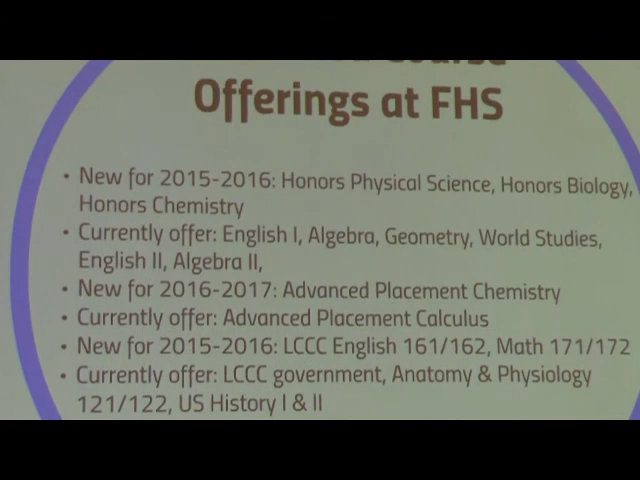 Course
Offerings at FHS
• New for 2015-2016: Honors Physical Science, Honors Biology,
Honors Chemistry
• Currently offer: English I, Algebra, Geometry, World Studies,
English II, Algebra II,
• New for 2016-2017: Advanced Placement Chemistry
• Currently offer: Advanced Placement Calculus
• New for 2015-2016: LCCC English 161/162, Math 171/172
• Currently offer: LCCC government, Anatomy & Physiology
121/122, US History I & II